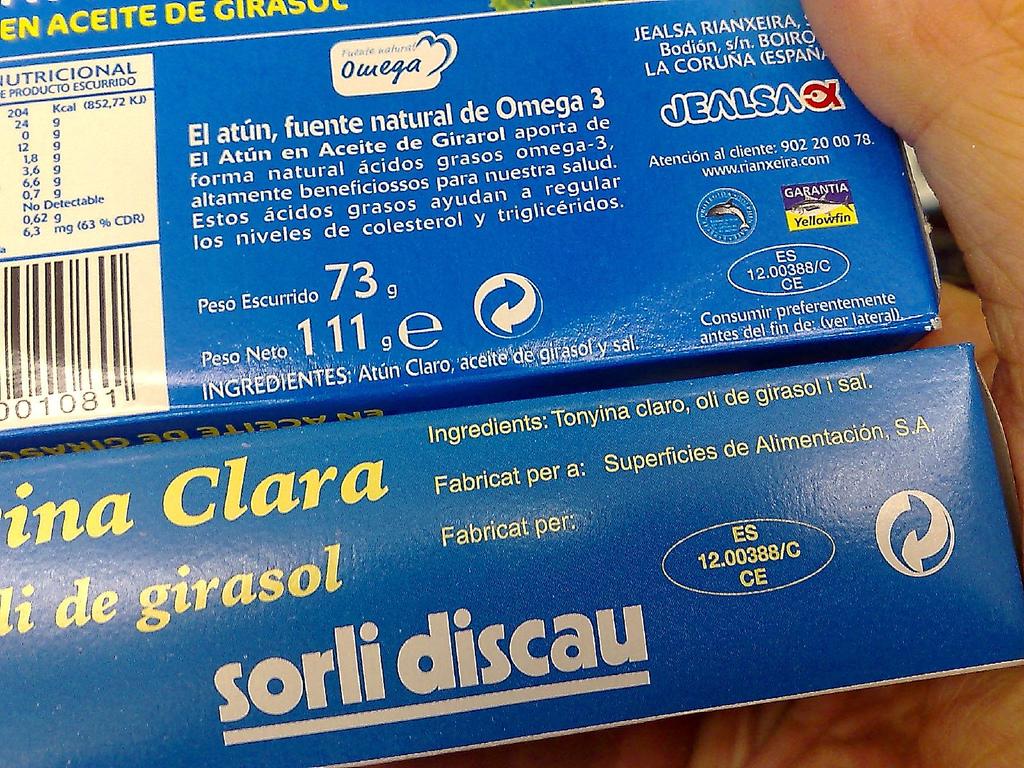 EN ACEITE DE GIRASOL
NUTRICIONAL
E PRODUCTO ESCURRIDO
204 Kcal (852,72 KJ)
24 g
0 g
12 g
1,8 g
3,6 g
6,6 g
0,7 g
No Detectable
0,62 g
6,3 mg (63 % CDR)
001081
Fuente natural
Omega
El atún, fuente natural de Omega 3
El Atún en Aceite de Girarol aporta de
forma natural ácidos grasos omega-3,
altamente beneficiossos para nuestra salud.
Estos ácidos grasos ayudan a regular
los niveles de colesterol y triglicéridos.
Peso Escurrido 73 g
Peso Neto 111 g e
INGREDIENTES: Atún Claro, aceite de girasol y sal.
JEALSA RIANXEIRA, S
Bodión, s/n. BOIRO
LA CORUÑA (ESPAÑA
JEALSA
Atención al cliente: 902 20 00 78.
www.rianxeira.com
GARANTIA
Yellowfin
ES
12.00388/C
CE
Consumir preferentemente
antes del fin de: (ver lateral).
EN ACEITE DE GIRASOL
ina Clara
li de girasol
Ingredients: Tonyina claro, oli de girasol i sal.
Fabricat per a: Superficies de Alimentación, S.A.
Fabricat per:
ES
12.00388/C
CE
sorli discau